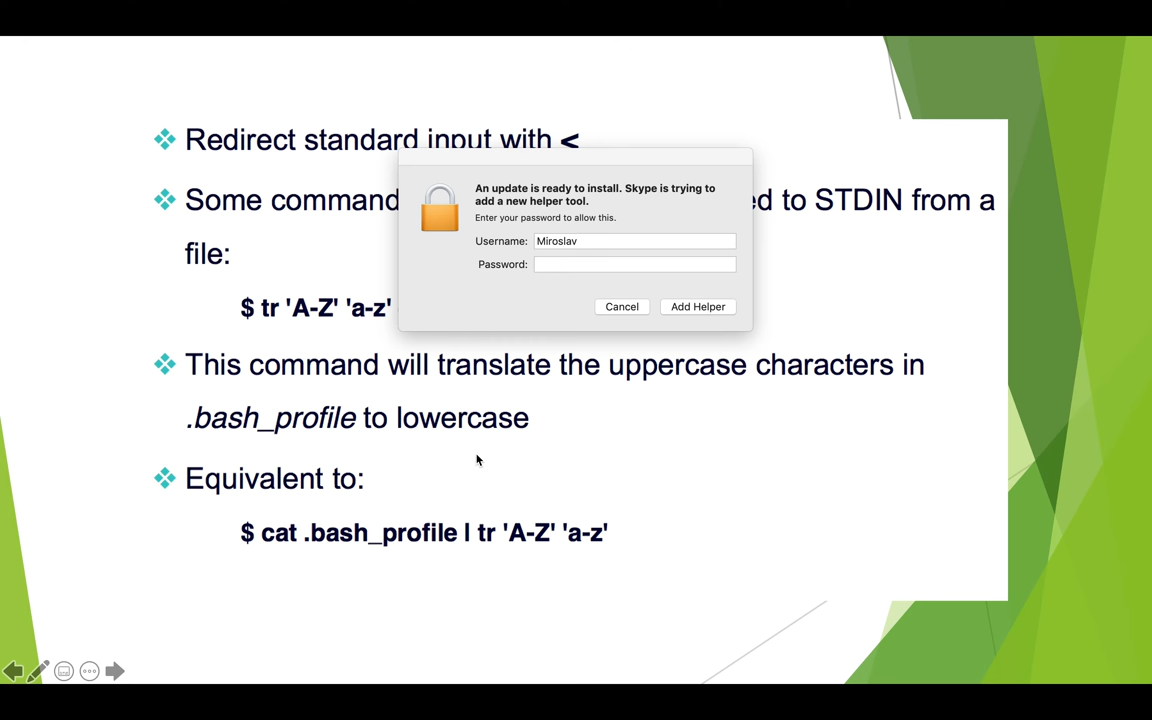 Redirect standard input with <
Some command
ed to STDIN from a
file:
$ tr 'A-Z' 'a-z'
An update is ready to install. Skype is trying to
add a new helper tool.
Enter your password to allow this.
Username: Miroslav
Password:
Cancel Add Helper
This command will translate the uppercase characters in
.bash_profile to lowercase
Equivalent to:
$ cat .bash_profile | tr 'A-Z' 'a-z'